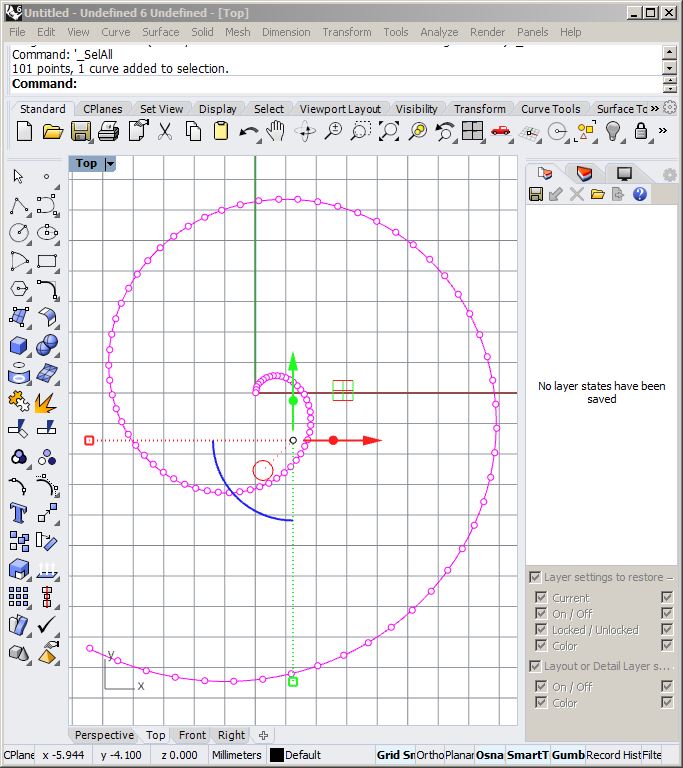 Untitled - Undefined 6 Undefined - [Top]
File Edit View Curve Surface Solid Mesh Dimension Transform Tools Analyze Render Panels Help
Command: '_SelAll
101 points, 1 curve added to selection.
Command:
Standard CPlanes Set View Display Select Viewport Layout Visibility Transform Curve Tools Surface To »
»
Top
No layer states have been
saved
Layer settings to restore --
Current
On / Off
Locked / Unlocked
Color
Layout or Detail Layer s...
On / Off
Color
y
x
Perspective Top Front Right
CPlane x -5.944 y -4.100 z 0.000 Millimeters Default Grid Sn Ortho Planar Osna SmartT Gumb Record Hist Filte